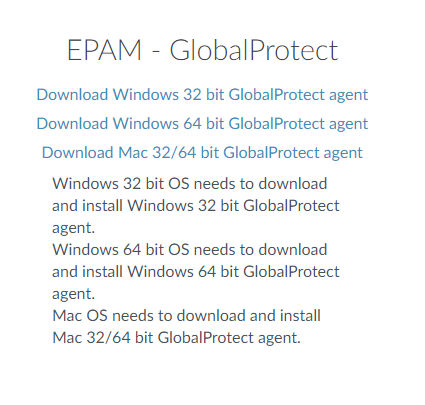 EPAM - GlobalProtect
Download Windows 32 bit GlobalProtect agent
Download Windows 64 bit GlobalProtect agent
Download Mac 32/64 bit GlobalProtect agent
Windows 32 bit OS needs to download
and install Windows 32 bit GlobalProtect
agent.
Windows 64 bit OS needs to download
and install Windows 64 bit GlobalProtect
agent.
Mac OS needs to download and install
Mac 32/64 bit GlobalProtect agent.